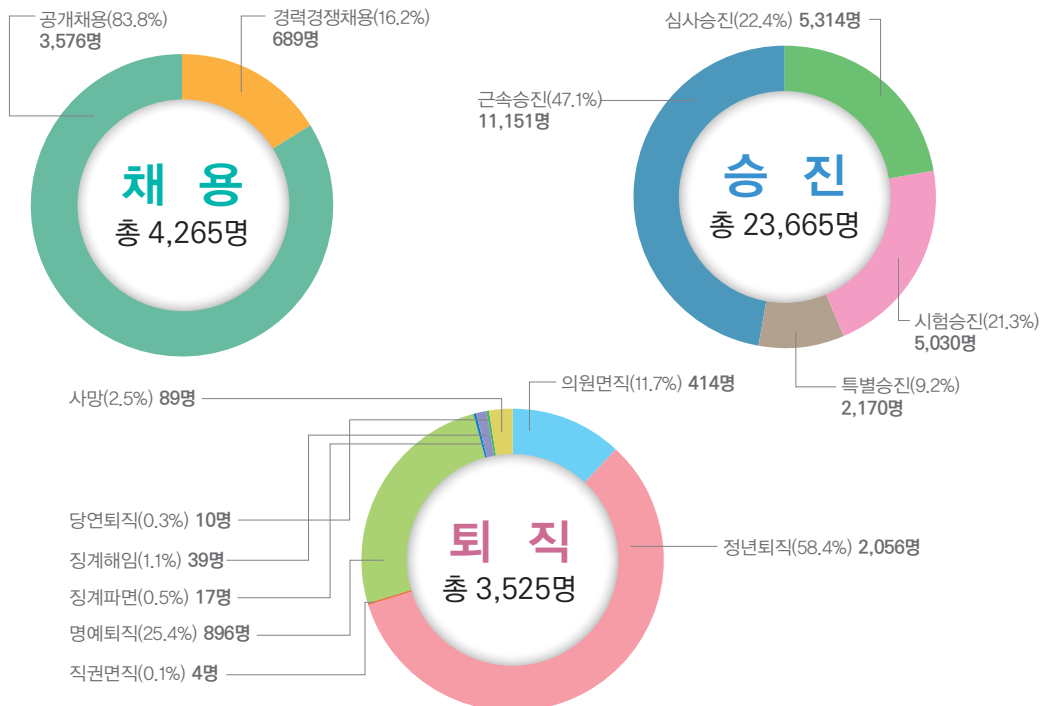 공개채용(83.8%)
3,576명
경력경쟁채용(16.2%)
689명
채 용
총 4,265명
심사승진(22.4%) 5,314명
근속승진(47.1%)
11,151명
승 진
총 23,665명
시험승진(21.3%)
5,030명
특별승진(9.2%)
2,170명
사망(2.5%) 89명
의원면직(11.7%) 414명
당연퇴직(0.3%) 10명
징계해임(1.1%) 39명
징계파면(0.5%) 17명
명예퇴직(25.4%) 896명
직권면직(0.1%) 4명
퇴 직
총 3,525명
정년퇴직(58.4%) 2,056명